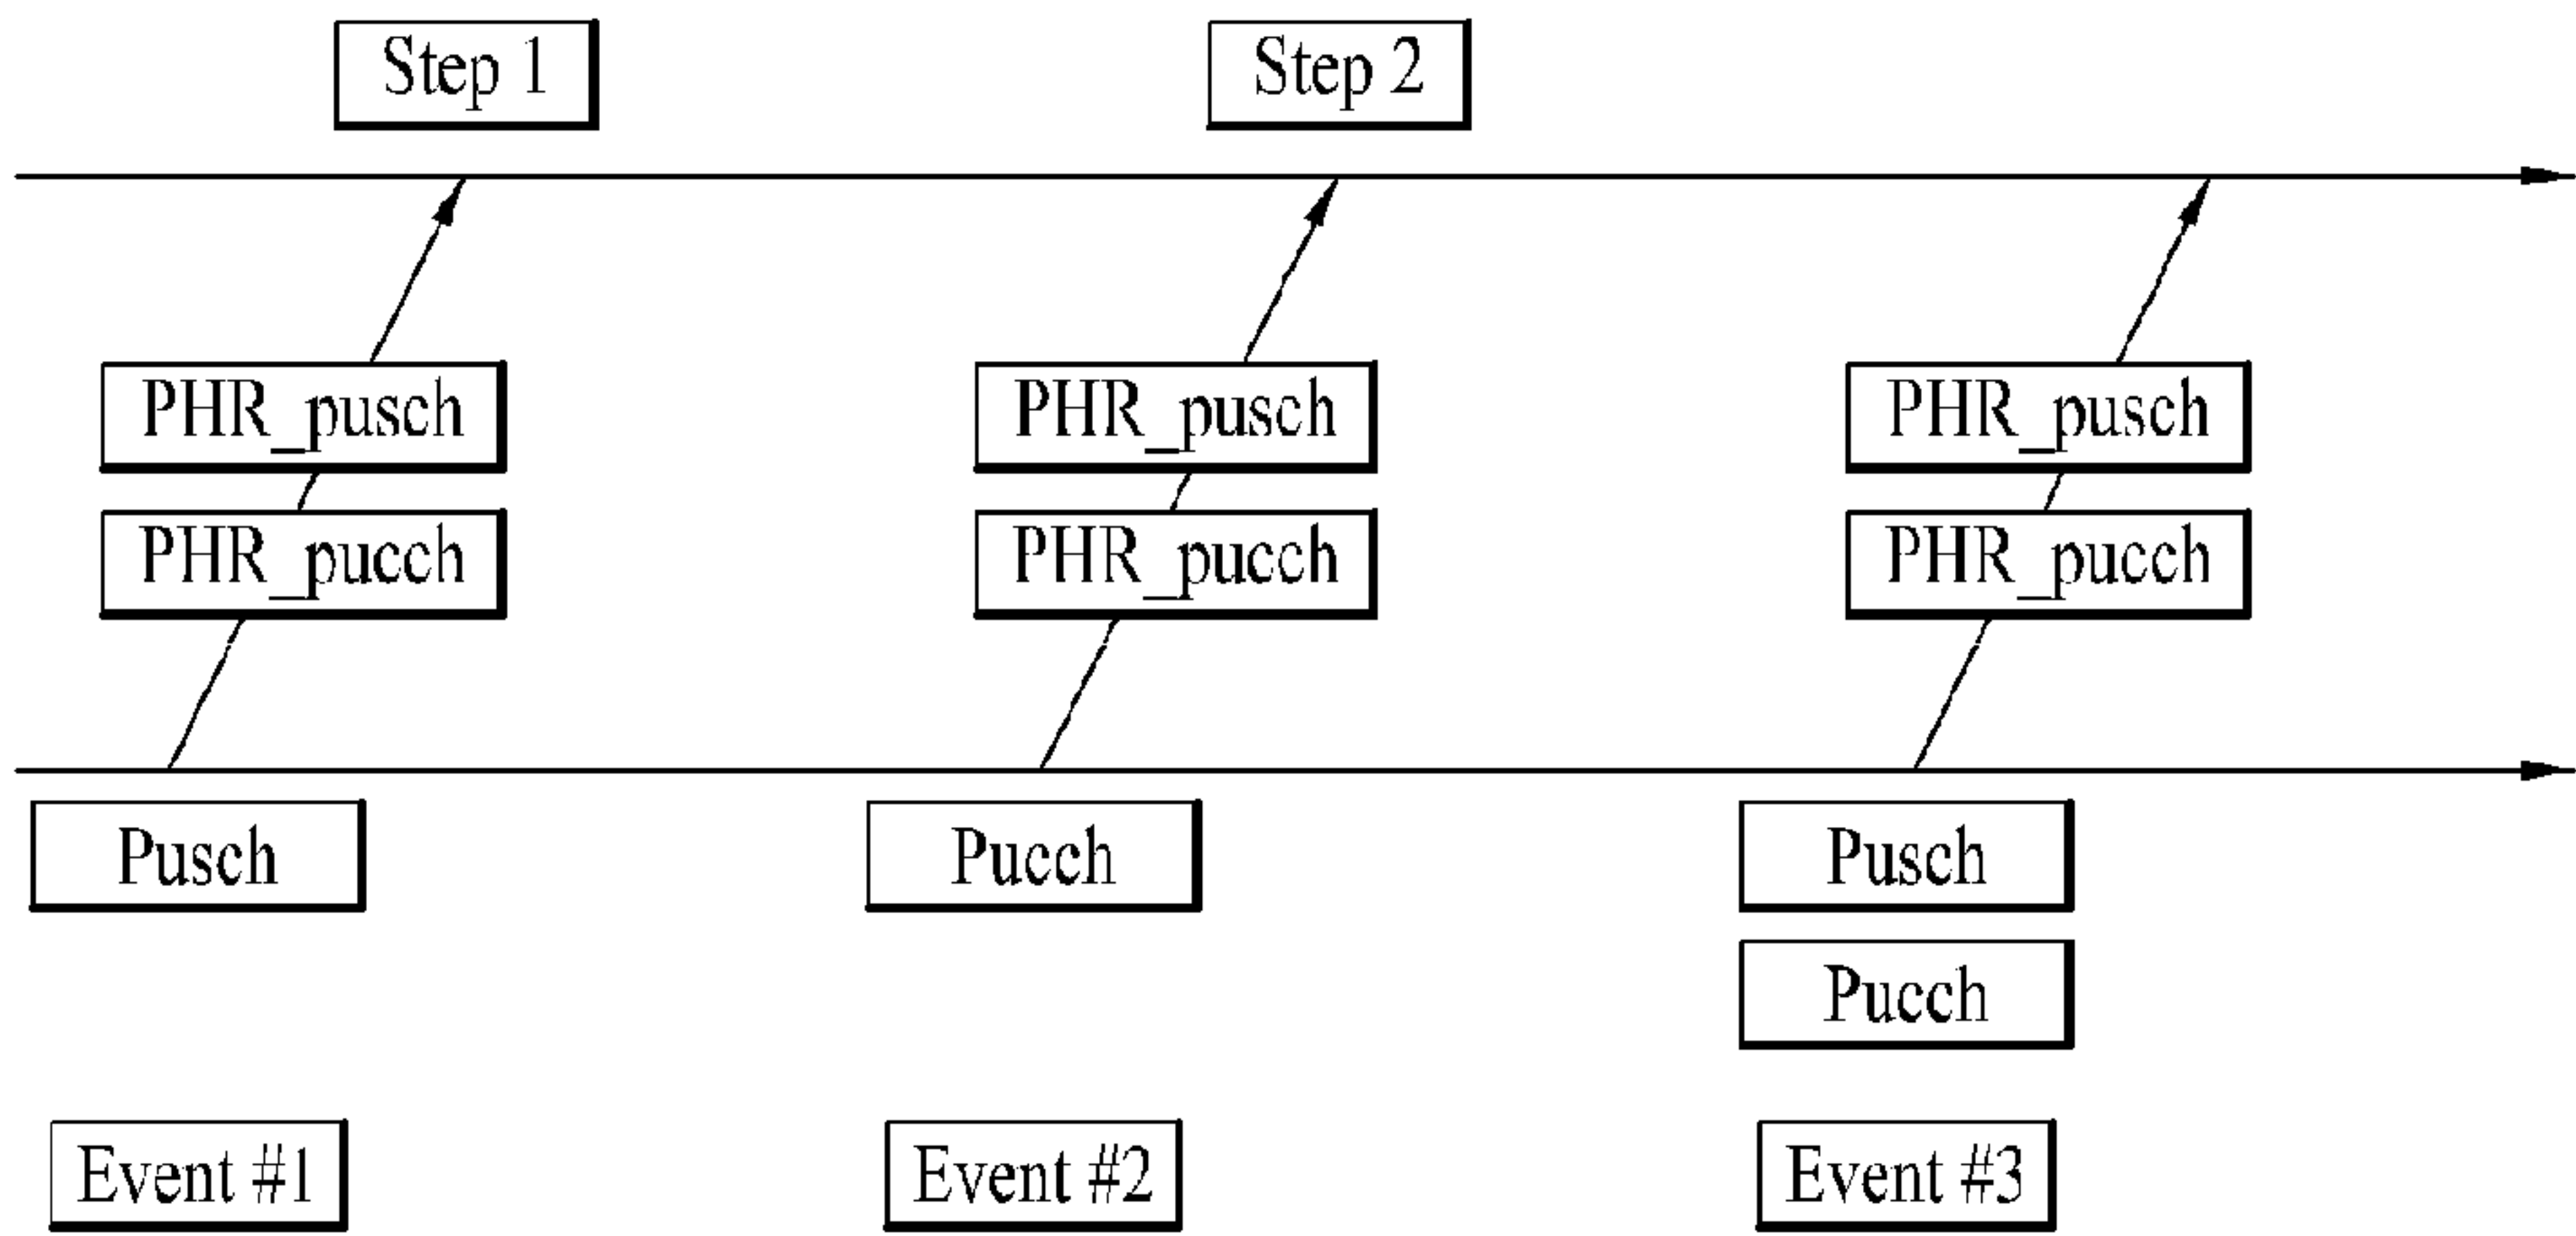 Step 1
Step 2
PHR_pusch
PHR_pusch
PHR_pusch
PHR_pucch
PHR_pucch
PHR_pucch
Pusch
Pucch
Pusch
Pucch
Event #1
Event #2
Event #3